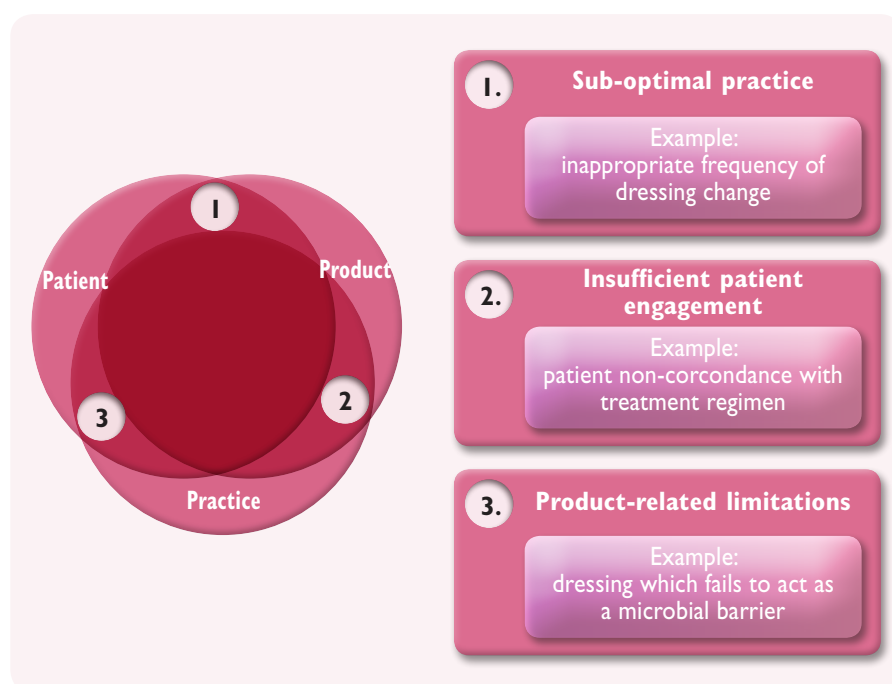 1
Patient
Product
3
2
Practice
1.
Sub-optimal practice
Example:
inappropriate frequency of
dressing change
2.
Insufficient patient
engagement
Example:
patient non-corcondance with
treatment regimen
3.
Product-related limitations
Example:
dressing which fails to act as
a microbial barrier